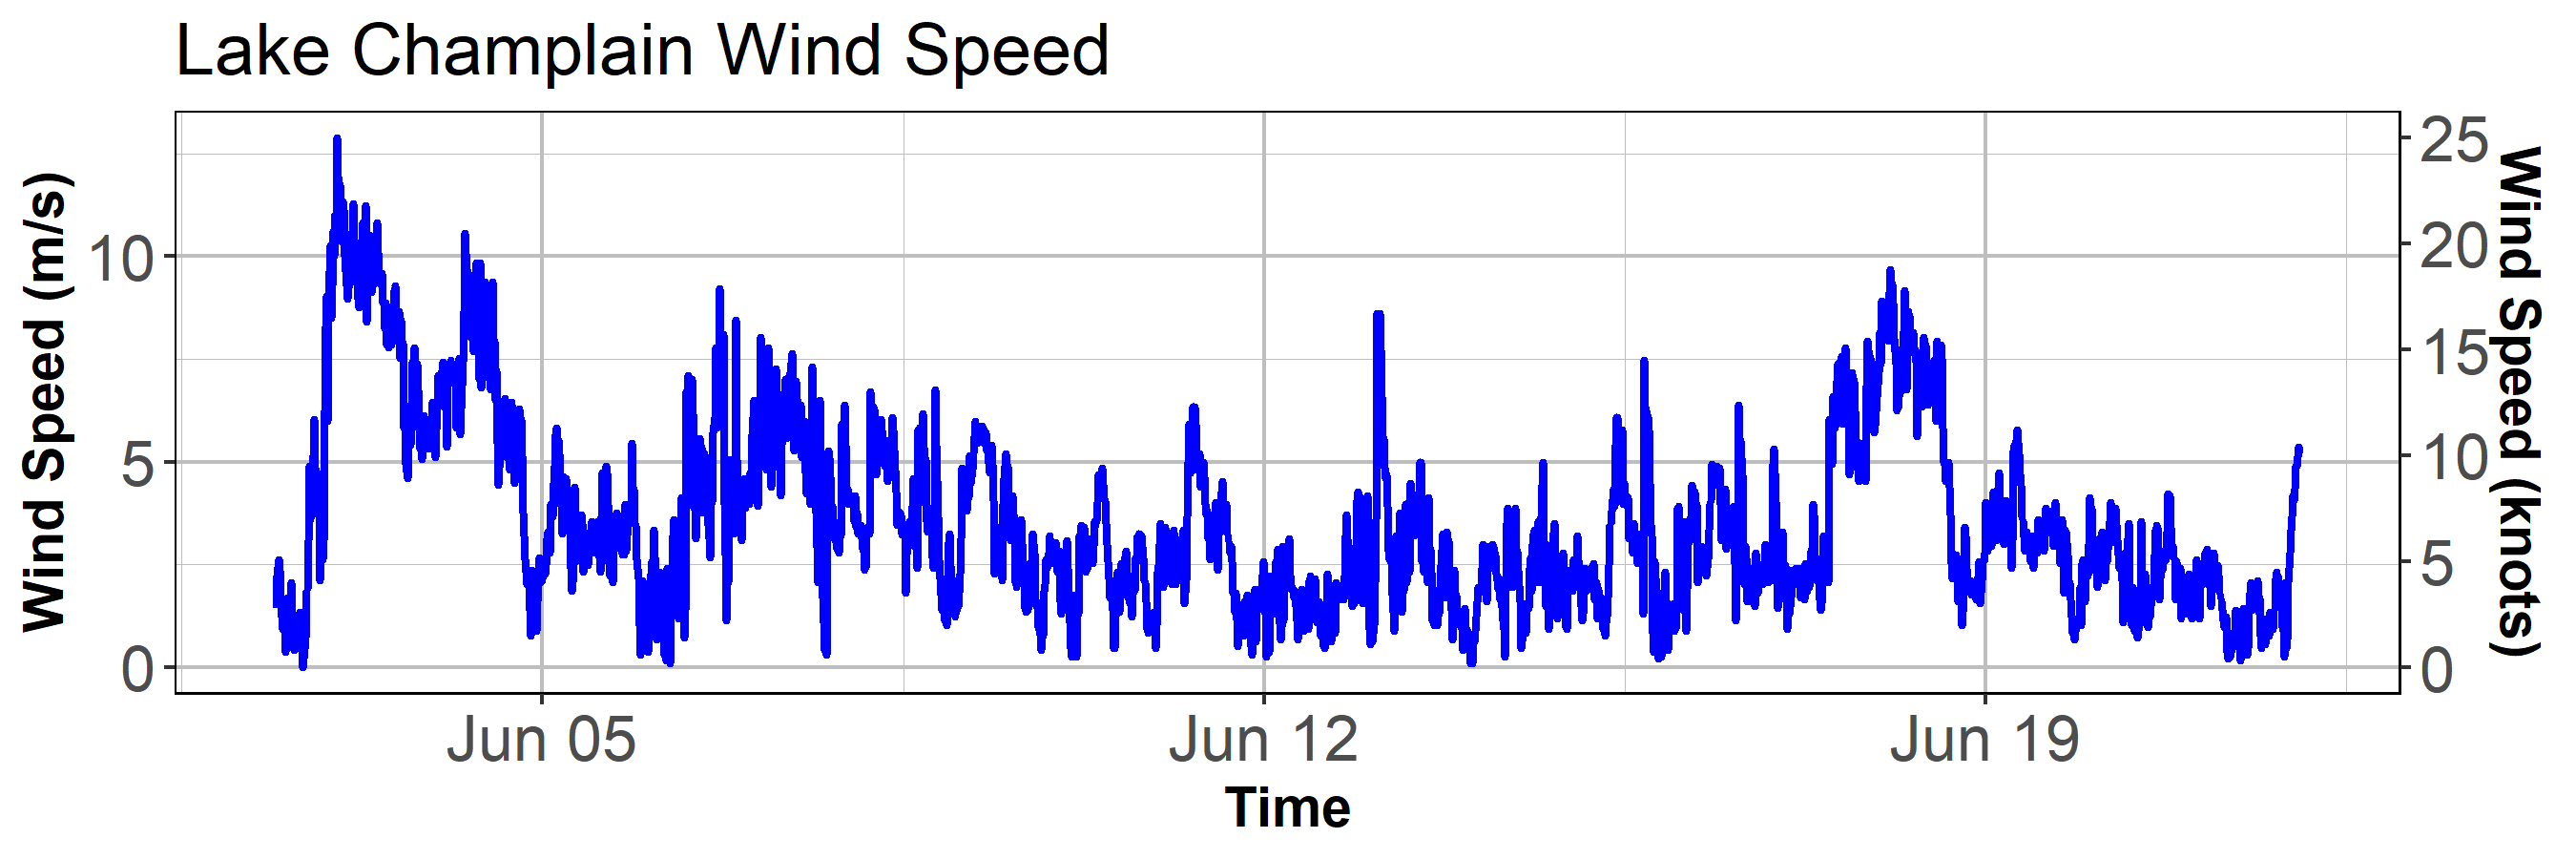 Lake Champlain Wind Speed
Wind Speed (m/s)
10
5
0
25
20
15
10
5
0
Wind Speed (knots)
Jun 05
Jun 12
Jun 19
Time